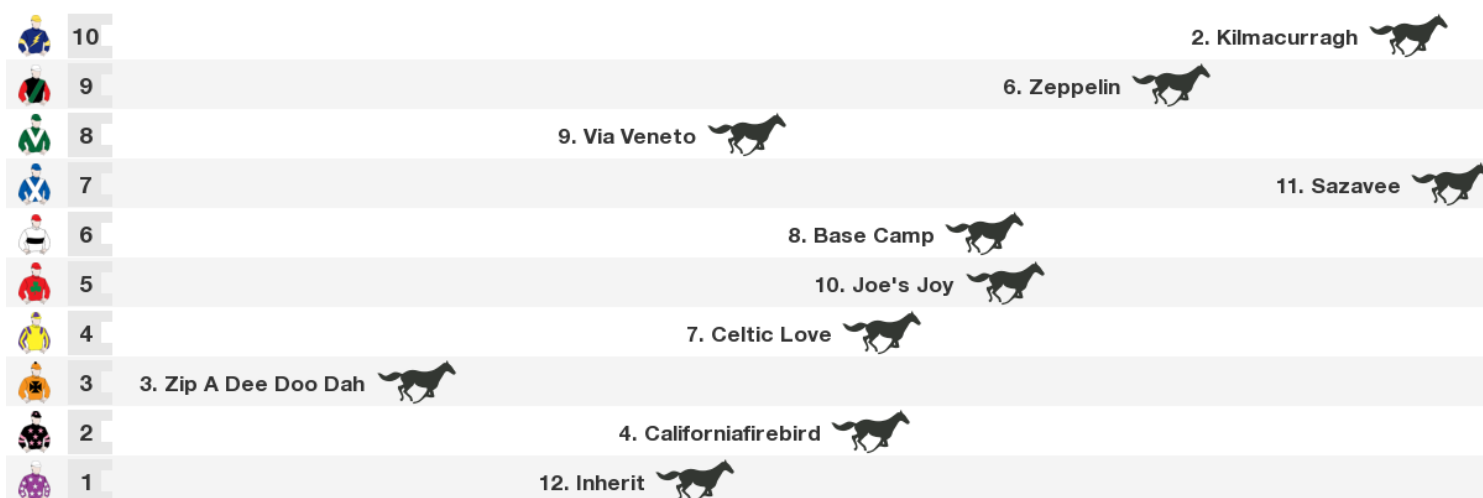 10 2. Kilmacurragh
9 6. Zeppelin
8 9. Via Veneto
7 11. Sazavee
6 8. Base Camp
5 10. Joe's Joy
4 7. Celtic Love
3 3. Zip A Dee Doo Dah
2 4. Californiafirebird
1 12. Inherit